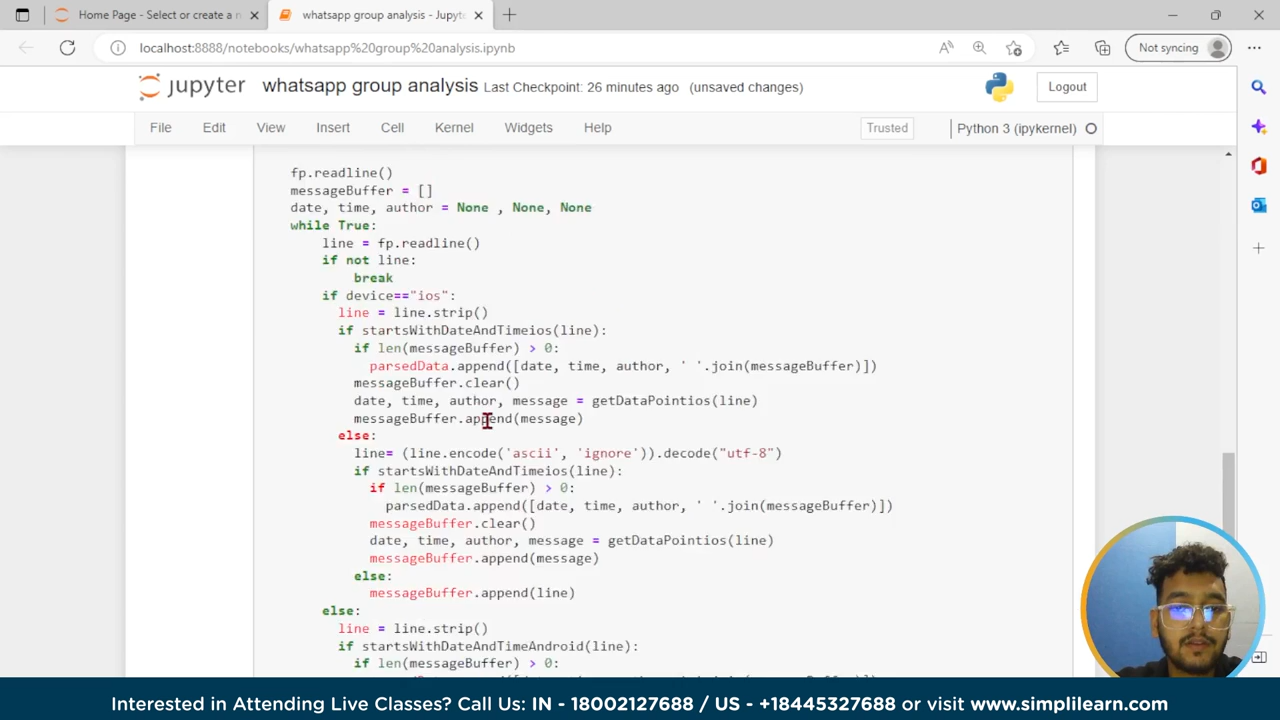 Home Page - Select or create a n
whatsapp group analysis - Jupyte
localhost:8888/notebooks/whatsapp%20group%20analysis.ipynb
Not syncing
jupyter whatsapp group analysis Last Checkpoint: 26 minutes ago (unsaved changes)
Logout
File Edit View Insert Cell Kernel Widgets Help
Trusted
Python 3 (ipykernel)
fp.readline()
messageBuffer = []
date, time, author = None , None, None
while True:
line = fp.readline()
if not line:
break
if device=="ios":
line = line.strip()
if startsWithDateAndTimeios(line):
if len(messageBuffer) > 0:
parsedData.append([date, time, author, ' '.join(messageBuffer)])
messageBuffer.clear()
date, time, author, message = getDataPointios(line)
messageBuffer.append(message)
else:
line= (line.encode('ascii', 'ignore')).decode("utf-8")
if startsWithDateAndTimeios(line):
if len(messageBuffer) > 0:
parsedData.append([date, time, author, ' '.join(messageBuffer)])
messageBuffer.clear()
date, time, author, message = getDataPointios(line)
messageBuffer.append(message)
else:
messageBuffer.append(line)
else:
line = line.strip()
if startsWithDateAndTimeAndroid(line):
if len(messageBuffer) > 0:
Interested in Attending Live Classes? Call Us: IN - 18002127688 / US - +18445327688 or visit www.simplilearn.com